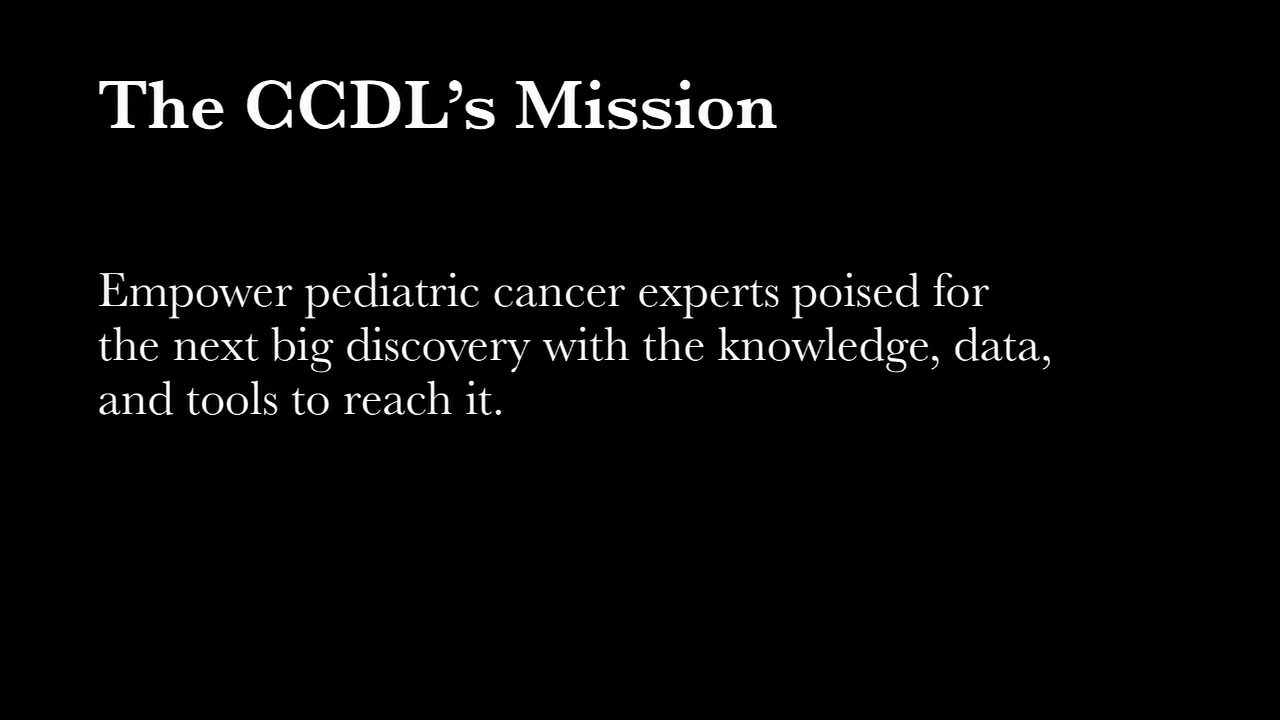 The CCDL’s Mission
Empower pediatric cancer experts poised for
the next big discovery with the knowledge, data,
and tools to reach it.